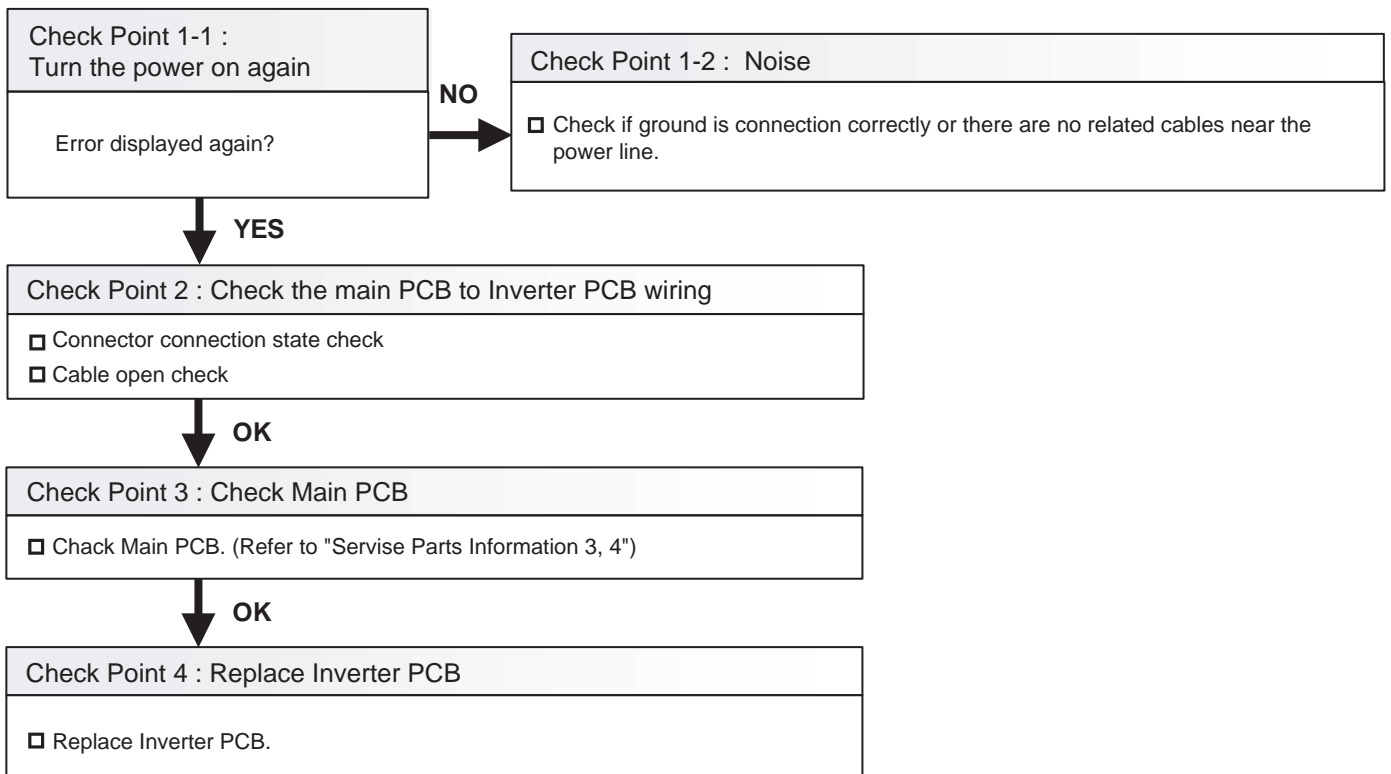 Check Point 1-1 :
Turn the power on again
Error displayed again?
NO
Check Point 1-2 :  Noise
Check if ground is connection correctly or there are no related cables near the
power line.
YES
Check Point 2 : Check the main PCB to Inverter PCB wiring
Connector connection state check
Cable open check
OK
Check Point 3 : Check Main PCB
Chack Main PCB. (Refer to "Servise Parts Information 3, 4")
OK
Check Point 4 : Replace Inverter PCB
Replace Inverter PCB.